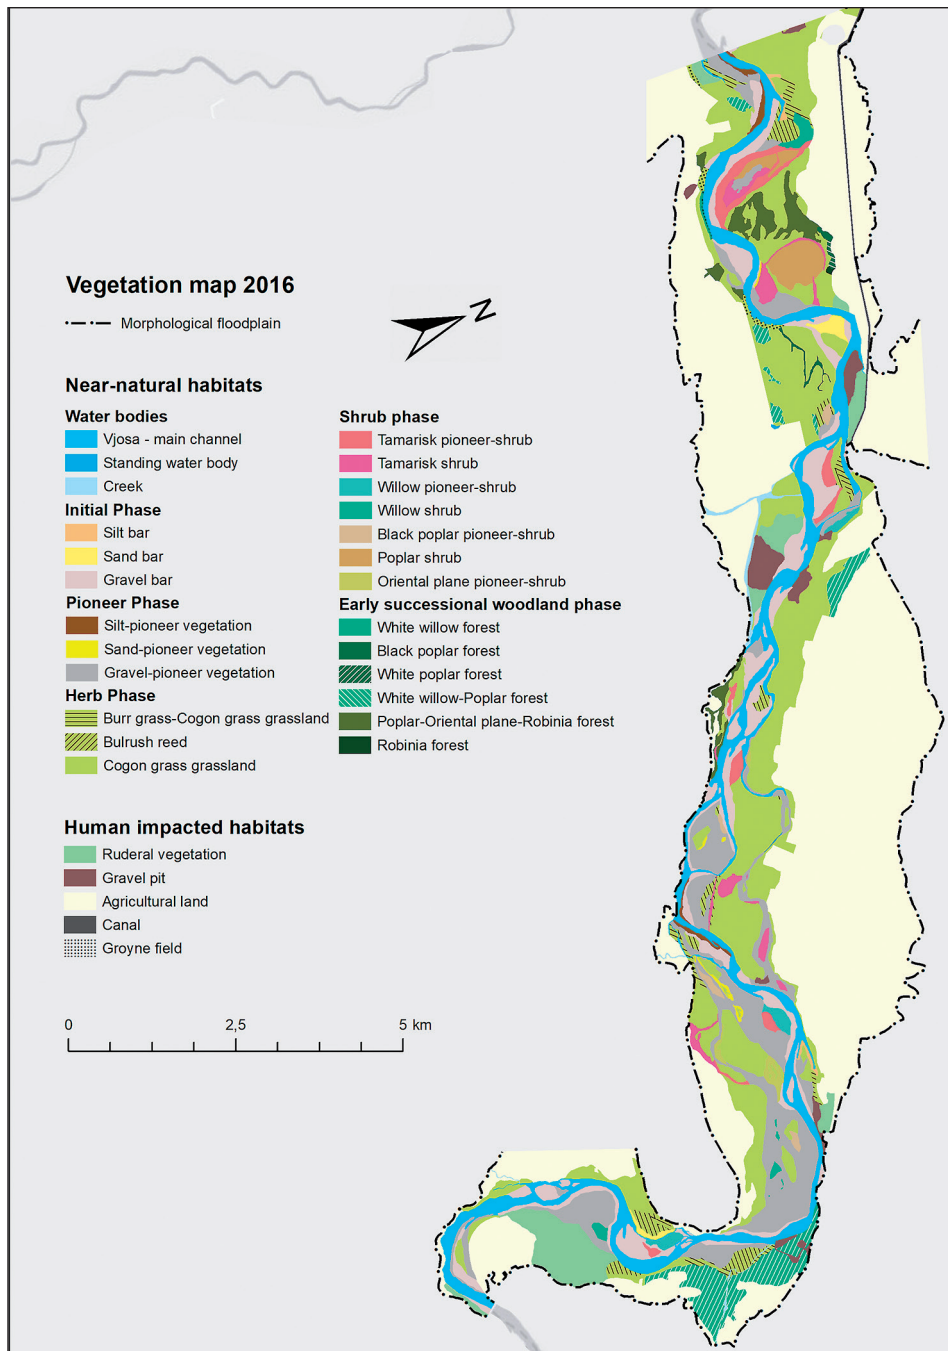 Vegetation map 2016
Morphological floodplain
N
Near-natural habitats
Water bodies
Vjosa - main channel
Standing water body
Creek
Initial Phase
Silt bar
Sand bar
Gravel bar
Pioneer Phase
Silt-pioneer vegetation
Sand-pioneer vegetation
Gravel-pioneer vegetation
Herb Phase
Burr grass-Cogon grass grassland
Bulrush reed
Cogon grass grassland
Shrub phase
Tamarisk pioneer-shrub
Tamarisk shrub
Willow pioneer-shrub
Willow shrub
Black poplar pioneer-shrub
Poplar shrub
Oriental plane pioneer-shrub
Early successional woodland phase
White willow forest
Black poplar forest
White poplar forest
White willow-Poplar forest
Poplar-Oriental plane-Robinia forest
Robinia forest
Human impacted habitats
Ruderal vegetation
Gravel pit
Agricultural land
Canal
Groyne field
0 2,5 5 km